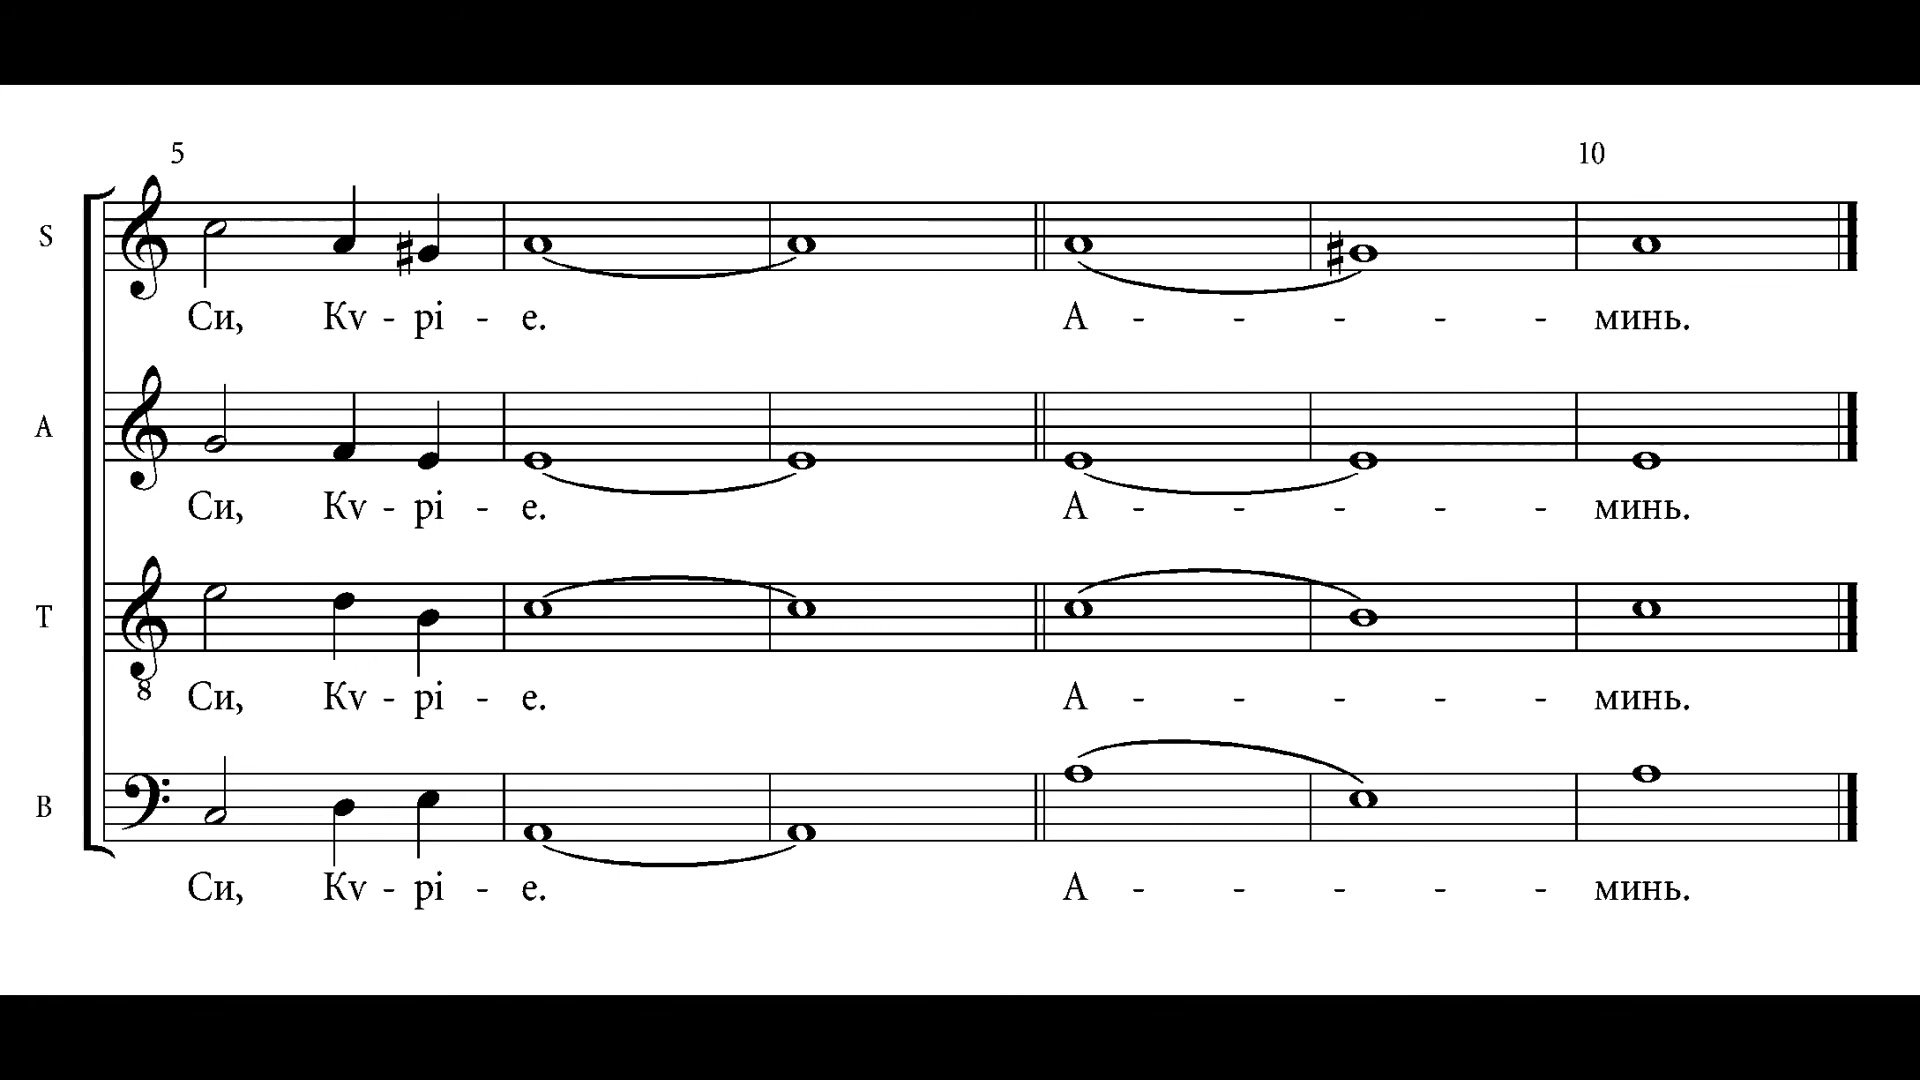 5 10
S
Си, Кv - рі - е. А - - - - - минь.
A
Си, Кv - рі - е. А - - - - - минь.
T
8
Си, Кv - рі - е. А - - - - - минь.
B
Си, Кv - рі - е. А - - - - - минь.